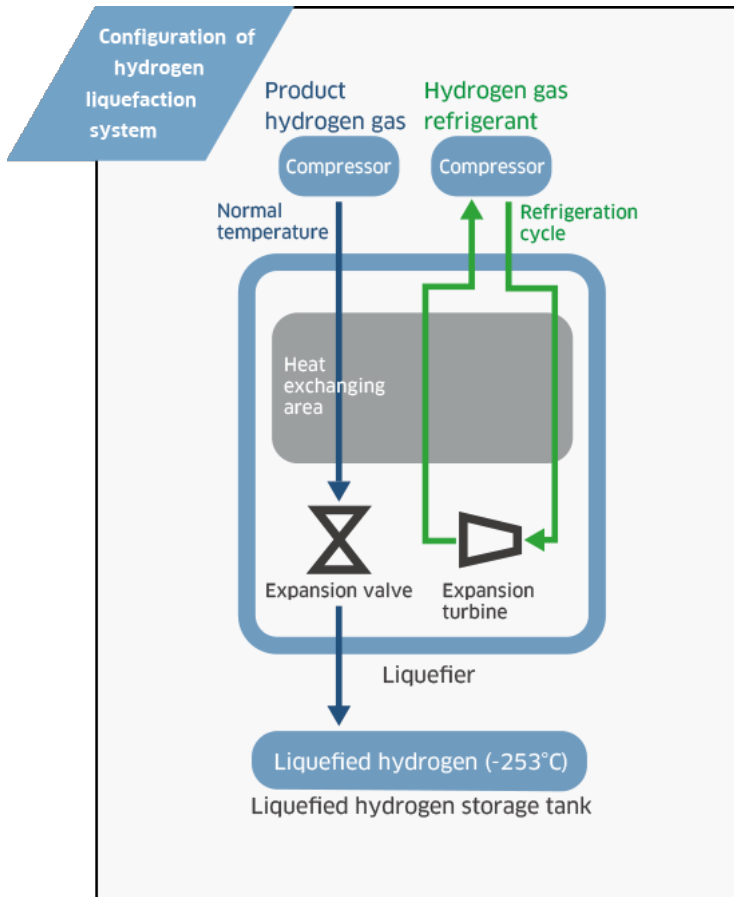 Configuration of
hydrogen
liquefaction
system
Product
hydrogen gas
Hydrogen gas
refrigerant
Compressor
Compressor
Normal
temperature
Refrigeration
cycle
Heat
exchanging
area
Expansion valve
Expansion
turbine
Liquefier
Liquefied hydrogen (-253°C)
Liquefied hydrogen storage tank